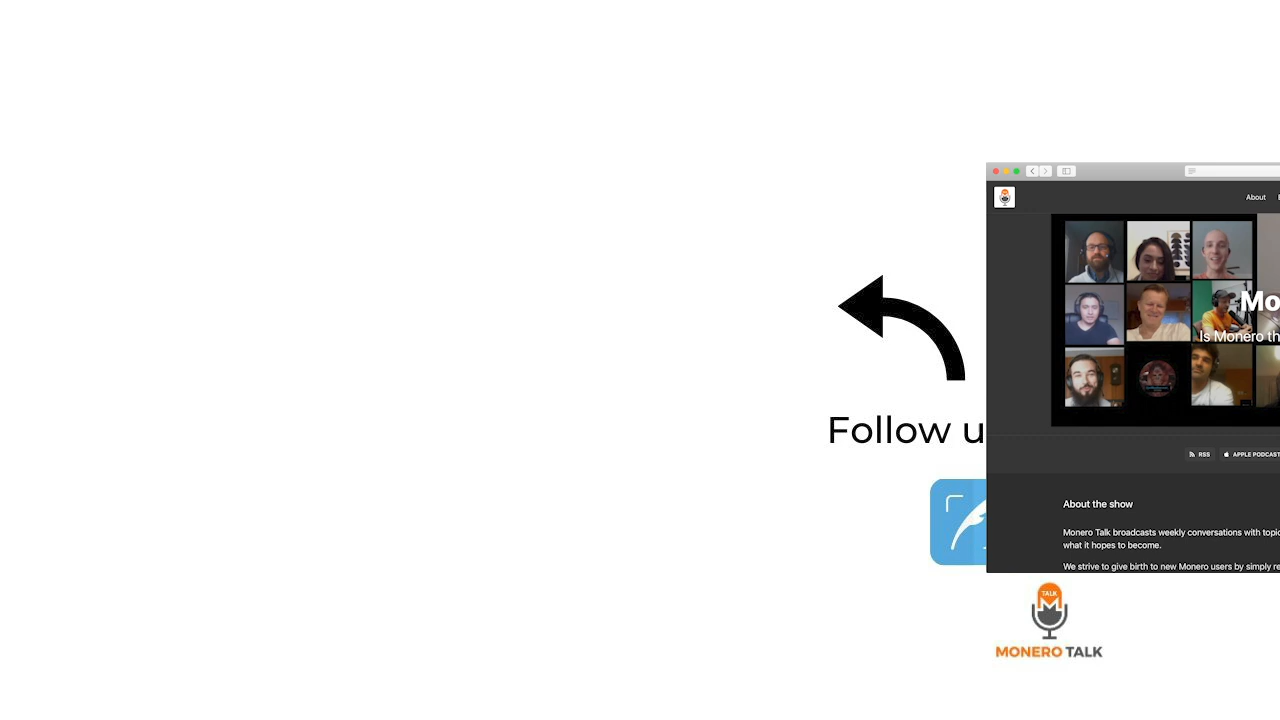 About
Mo
Is Monero th
Follow u
RSS
APPLE PODCAST
About the show
Monero Talk broadcasts weekly conversations with topic
what it hopes to become.
We strive to give birth to new Monero users by simply re
TALK
MONERO TALK